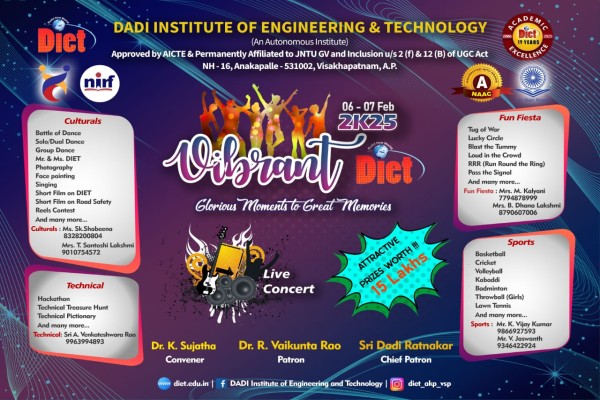 DADI INSTITUTE OF ENGINEERING & TECHNOLOGY
(An Autonomous Institute)
Approved by AICTE & Permanently Affiliated to JNTU GV and Inclusion u/s 2 (f) & 12 (B) of UGC Act
NH - 16, Anakapalle - 531002, Visakhapatnam, A.P.
Diet
nirf
ACADEMIC
Diet
19 YEARS
EXCELLENCE
A
NAAC
06 - 07 Feb
2K25
Vibrant
Diet
Glorious Moments to Great Memories
Culturals
Battle of Dance
Solo/Dual Dance
Group Dance
Mr. & Ms. DIET
Photography
Face painting
Singing
Short Film on DIET
Short Film on Road Safety
Reels Contest
And many more...
Culturals : Ms. Sk.Shabeena
8328200804
Mrs. T. Santoshi Lakshmi
9010754572
Technical
Hackathon
Technical Treasure Hunt
Technical Pictionary
And many more...
Technical: Sri A. Venkateshwara Rao
9963994893
Live
Concert
ATTRACTIVE
PRIZES WORTH !!!
15 Lakhs
Fun Fiesta
Tug of War
Lucky Circle
Blast the Tummy
Loud in the Crowd
RRR (Run Round the Ring)
Pass the Signal
And many more...
Fun Fiesta : Mrs. M. Kalyani
7794878999
Mrs. B. Dhana Lakshmi
8790607006
Sports
Basketball
Cricket
Volleyball
Kabaddi
Badminton
Throwball (Girls)
Lawn Tennis
And many more...
Sports : Mr. K. Vijay Kumar
9866927593
Mr. V. Jaswanth
9346422924
Dr. K. Sujatha
Convener
Dr. R. Vaikunta Rao
Patron
Sri Dadi Ratnakar
Chief Patron
www.diet.edu.in | DADI Institute of Engineering and Technology | diet_akp_vsp